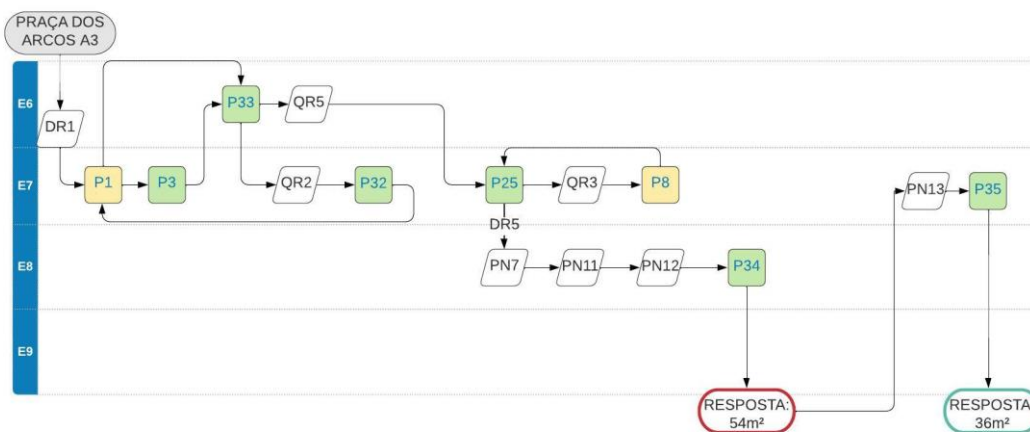 PRAÇA DOS
ARCOS A3
E6
DR1
P33
QR5
E7
P1
P3
QR2
P32
P25
QR3
P8
PN13
P35
DR5
E8
PN7
PN11
PN12
P34
E9
RESPOSTA:
54m²
RESPOSTA
36m²